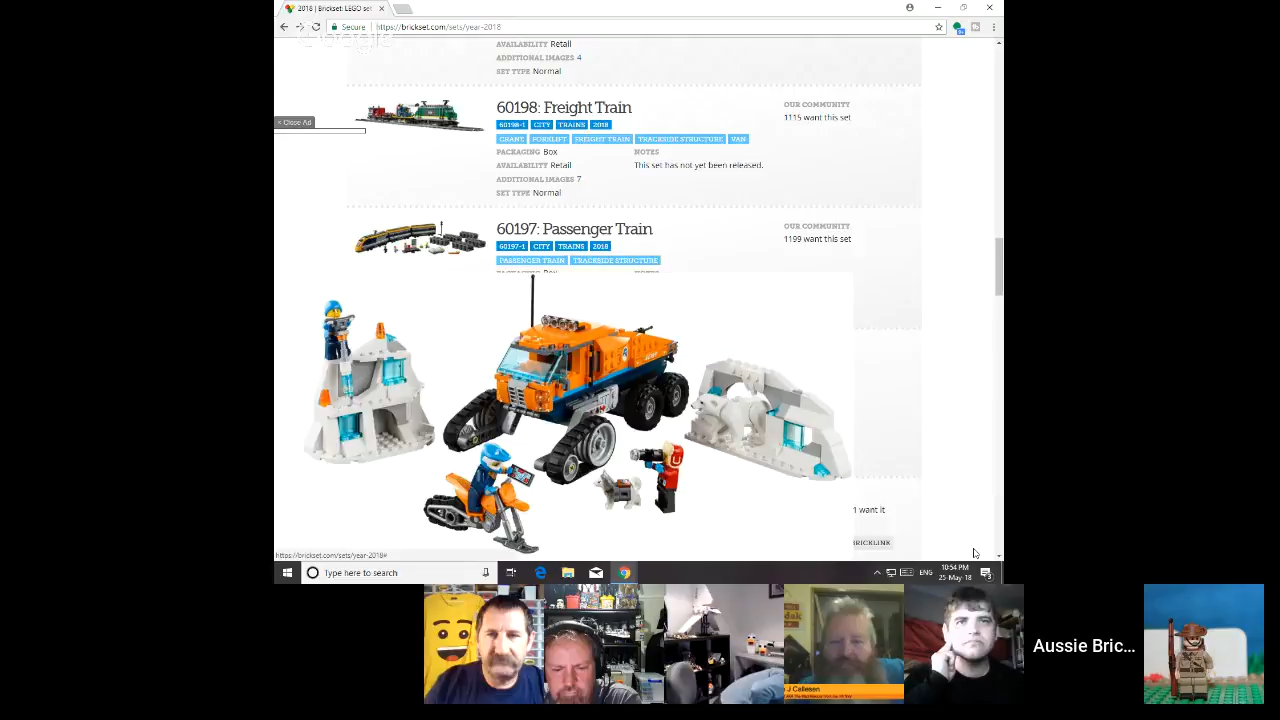 2018 | Brickset: LEGO set
Secure
https://brickset.com/sets/year-2018
AVAILABILITY Retail
ADDITIONAL IMAGES 4
SET TYPE Normal
60198: Freight Train
OUR COMMUNITY
1115 want this set
60198-1 CITY TRAINS 2018
CRANE FORKLIFT FREIGHT TRAIN TRACKSIDE STRUCTURE VAN
PACKAGING Box
NOTES
AVAILABILITY Retail
This set has not yet been released.
ADDITIONAL IMAGES 7
SET TYPE Normal
< Close Ad
60197: Passenger Train
OUR COMMUNITY
1199 want this set
60197-1 CITY TRAINS 2018
PASSENGER TRAIN TRACKSIDE STRUCTURE
PACKAGING Box
NOTES
1 want it
BRICKLINK
https://brickset.com/sets/year-2018#
Type here to search
ENG
10:54 PM
25-May-18
J Callesen
Aussie Bric...